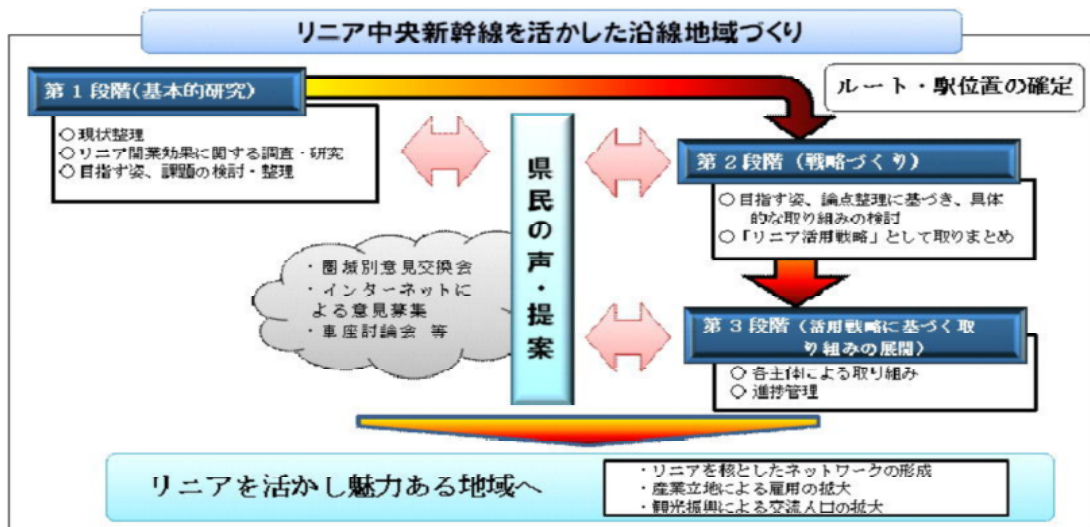 リニア中央新幹線を活かした沿線地域づくり
第1段階(基本的研究)
○現状整理
○リニア開業効果に関する調査・研究
○目指す姿、課題の検討・整理
ルート・駅位置の確定
第2段階(戦略づくり)
○目指す姿、論点整理に基づき、具体
的な取り組みの検討
○「リニア活用戦略」として取りまとめ
県民の声・提案
・圏域別意見交換会
・インターネットに
よる意見募集
・車座討論会 等
第3段階(活用戦略に基づく取
り組みの展開)
○ 各主体による取り組み
○ 進捗管理
リニアを活かし魅力ある地域へ
・リニアを核としたネットワークの形成
・産業立地による雇用の拡大
・観光振興による交流人口の拡大